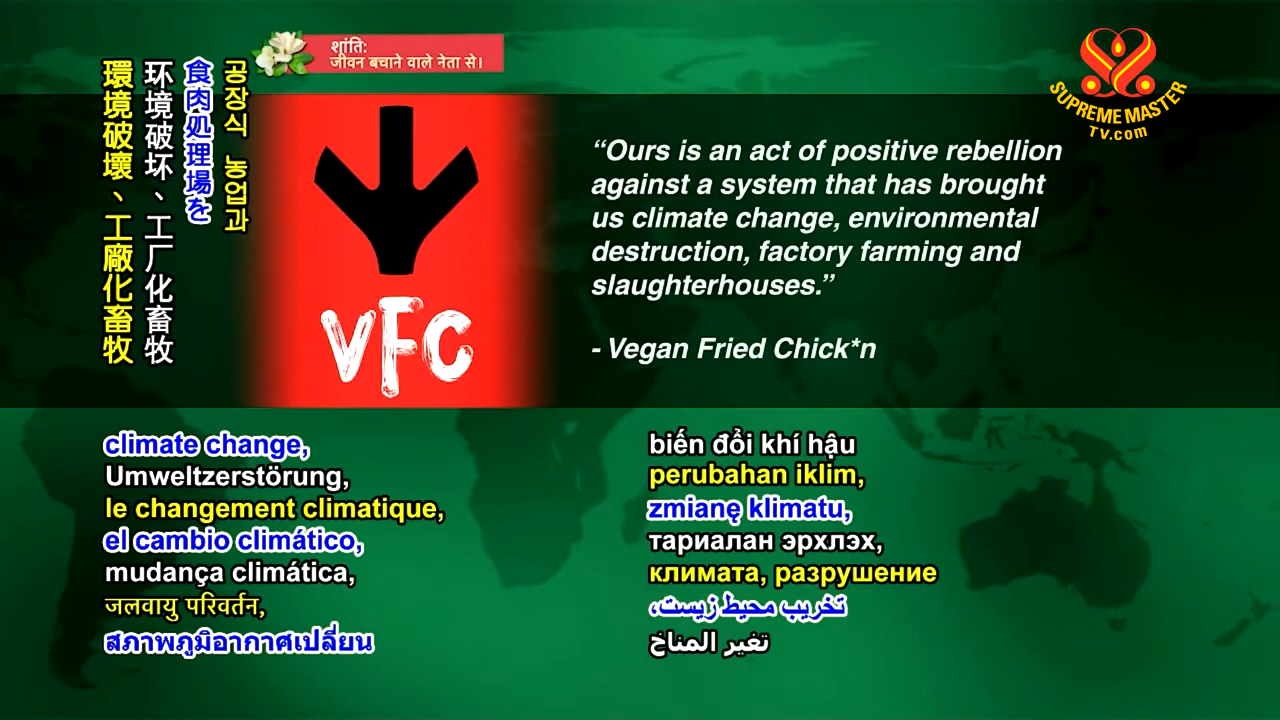 शांति:
जीवन बचाने वाले नेता से।
SUPREME MASTER
TV.com
環境破壞、工廠化畜牧
环境破坏、工厂化畜牧
食肉処理場を
공장식 농업과
VFC
“Ours is an act of positive rebellion
against a system that has brought
us climate change, environmental
destruction, factory farming and
slaughterhouses.”
- Vegan Fried Chick*n
climate change,
Umweltzerstörung,
le changement climatique,
el cambio climático,
mudança climática,
जलवायु परिवर्तन,
สภาพภูมิอากาศเปลี่ยน
biến đổi khí hậu
perubahan iklim,
zmianę klimatu,
тариалан эрхлэх,
климата, разрушение
تخریب محیط زیست،
تغير المناخ